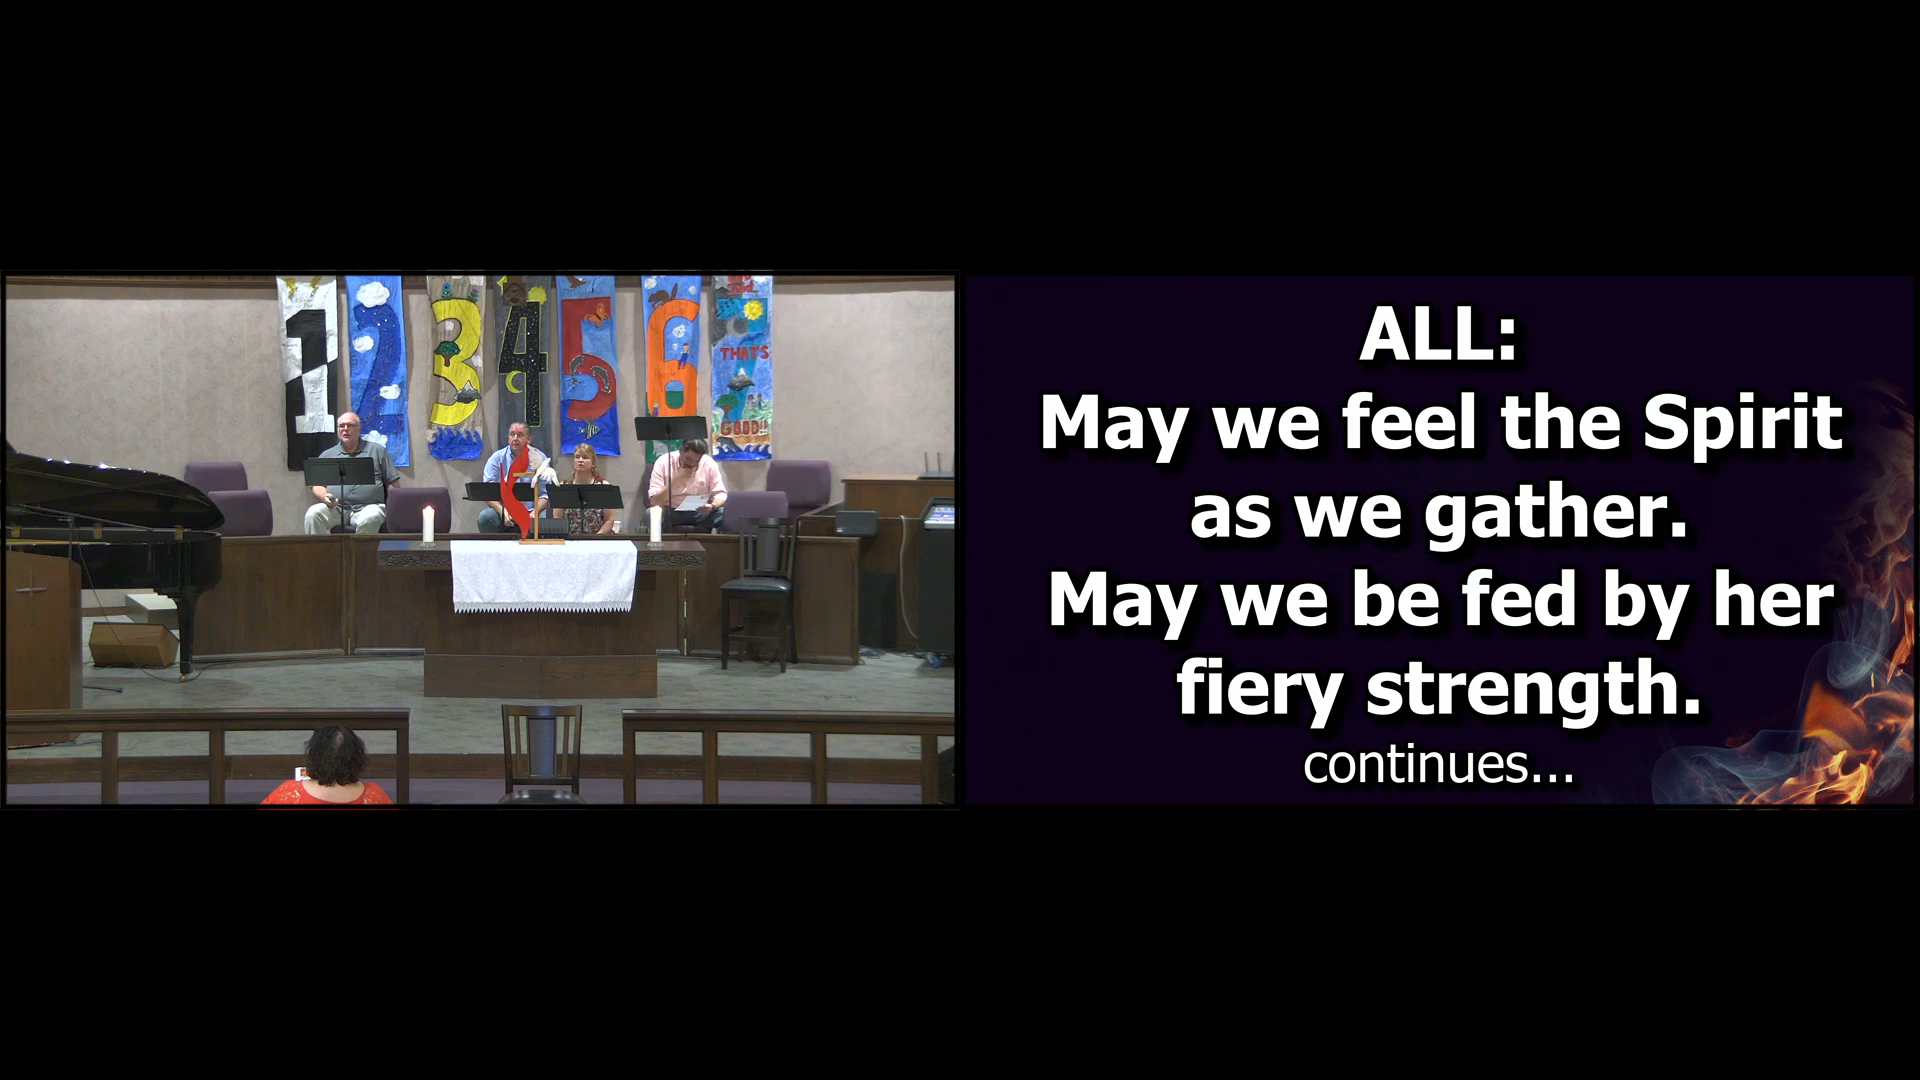 1
2
3
4
5
6
THAT'S
GOOD!!
ALL:
May we feel the Spirit
as we gather.
May we be fed by her
fiery strength.
continues...